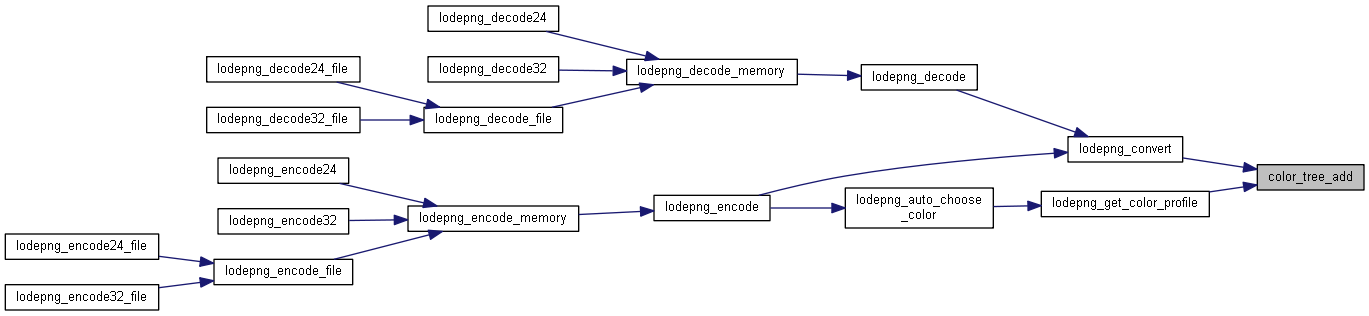 lodepng_decode24
lodepng_decode32
lodepng_decode24_file
lodepng_decode32_file
lodepng_decode_file
lodepng_decode_memory
lodepng_decode
lodepng_convert
color_tree_add
lodepng_encode24
lodepng_encode32
lodepng_encode24_file
lodepng_encode32_file
lodepng_encode_file
lodepng_encode_memory
lodepng_encode
lodepng_auto_choose
_color
lodepng_get_color_profile